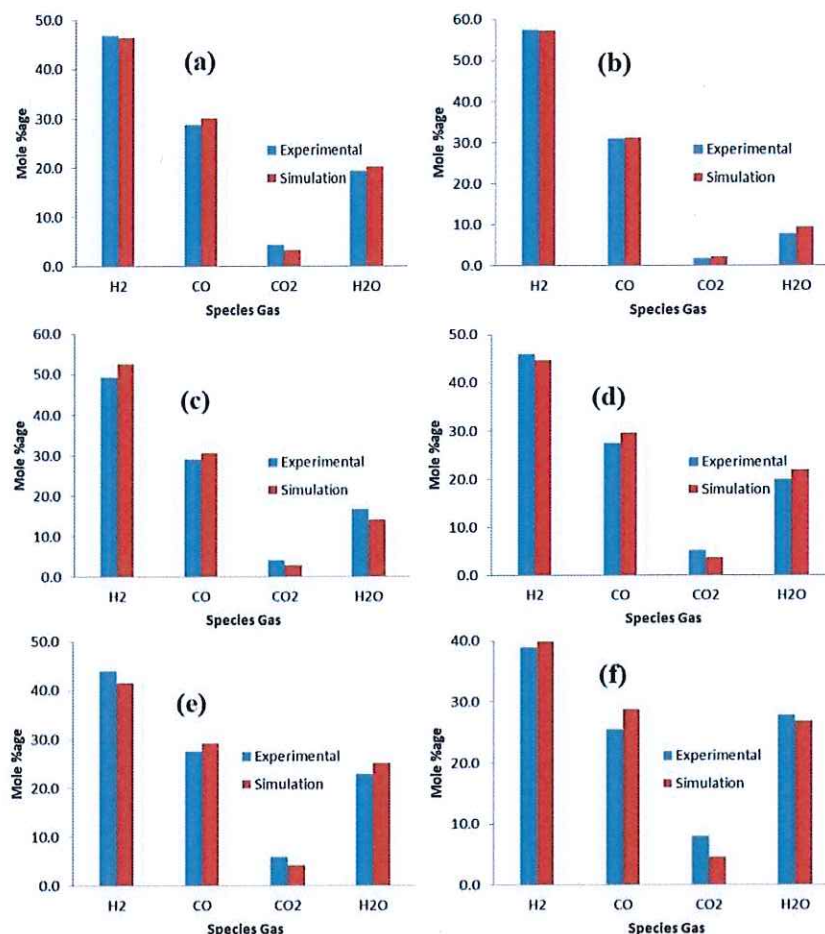 50.0
40.0
30.0
20.0
10.0
0.0
Mole %age
(a)
Experimental
Simulation
H2 CO CO2 H2O
Species Gas
60.0
50.0
40.0
30.0
20.0
10.0
0.0
Mole %age
(b)
Experimental
Simulation
H2 CO CO2 H2O
Species Gas
60.0
50.0
40.0
30.0
20.0
10.0
0.0
Mole %age
(c)
Experimental
Simulation
H2 CO CO2 H2O
Species Gas
50.0
40.0
30.0
20.0
10.0
0.0
Mole %age
(d)
Experimental
Simulation
H2 CO CO2 H2O
Species Gas
50.0
40.0
30.0
20.0
10.0
0.0
Mole %age
(e)
Experimental
Simulation
H2 CO CO2 H2O
Species Gas
40.0
30.0
20.0
10.0
0.0
Mole %age
(f)
Experimental
Simulation
H2 CO CO2 H2O
Species Gas